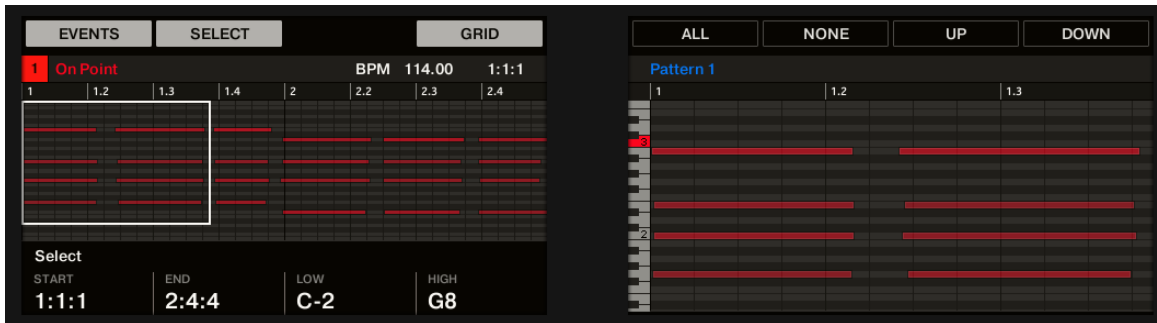 EVENTS SELECT GRID
1 On Point BPM 114.00 1:1:1
1 1.2 1.3 1.4 2 2.2 2.3 2.4
Select
START END LOW HIGH
1:1:1 2:4:4 C-2 G8
ALL NONE UP DOWN
Pattern 1
1 1.2 1.3
3
2